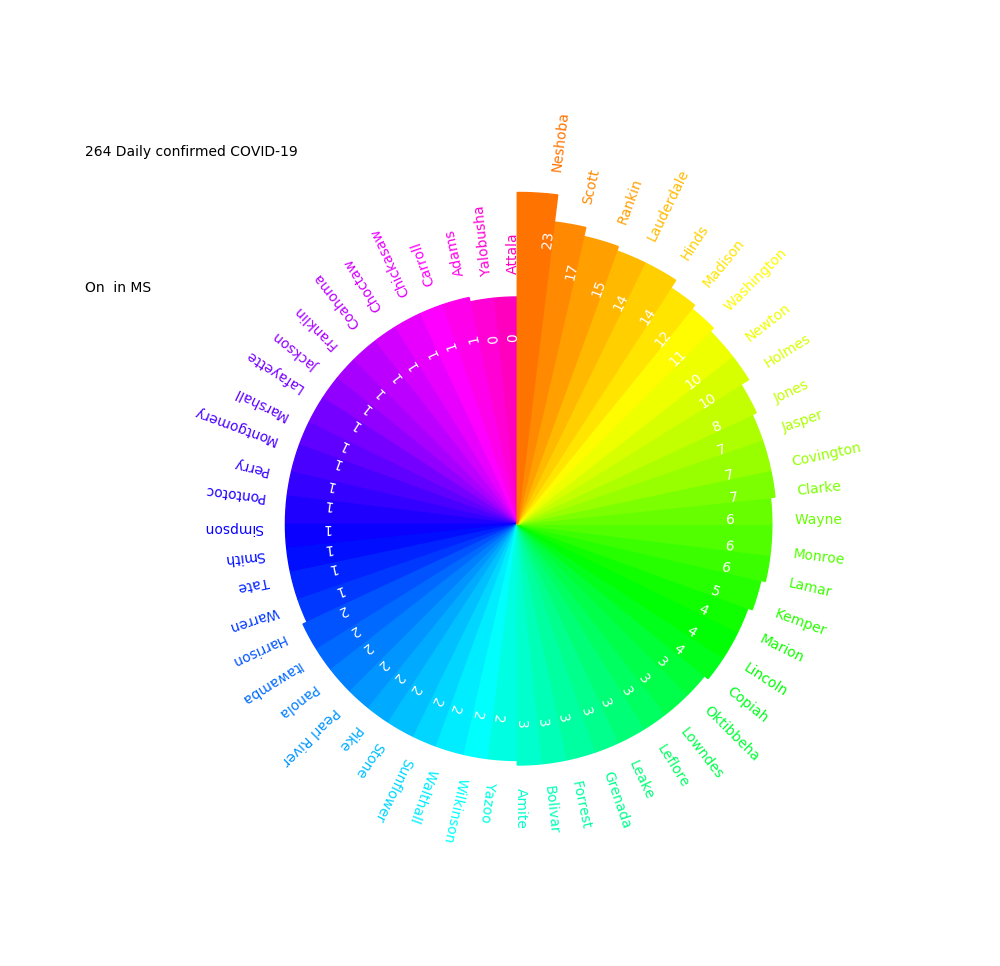 264 Daily confirmed COVID-19
On  in MS
Neshoba
23
Scott
17
Rankin
15
Lauderdale
14
Hinds
14
Madison
12
Washington
11
Newton
10
Holmes
10
Jones
8
Jasper
7
Covington
7
Clarke
7
Wayne
6
Monroe
6
Lamar
6
Kemper
5
Marion
4
Lincoln
4
Copiah
4
Oktibbeha
3
Lowndes
3
Leflore
3
Leake
3
Grenada
3
Forrest
3
Bolivar
3
Amite
3
Yazoo
2
Wilkinson
2
Walthall
2
Sunflower
2
Stone
2
Pike
2
Pearl River
2
Panola
2
Itawamba
2
Harrison
2
Warren
1
Tate
1
Smith
1
Simpson
1
Pontotoc
1
Perry
1
Montgomery
1
Marshall
1
Lafayette
1
Jackson
1
Franklin
1
Coahoma
1
Choctaw
1
Chickasaw
1
Carroll
1
Adams
1
Yalobusha
0
Attala
0